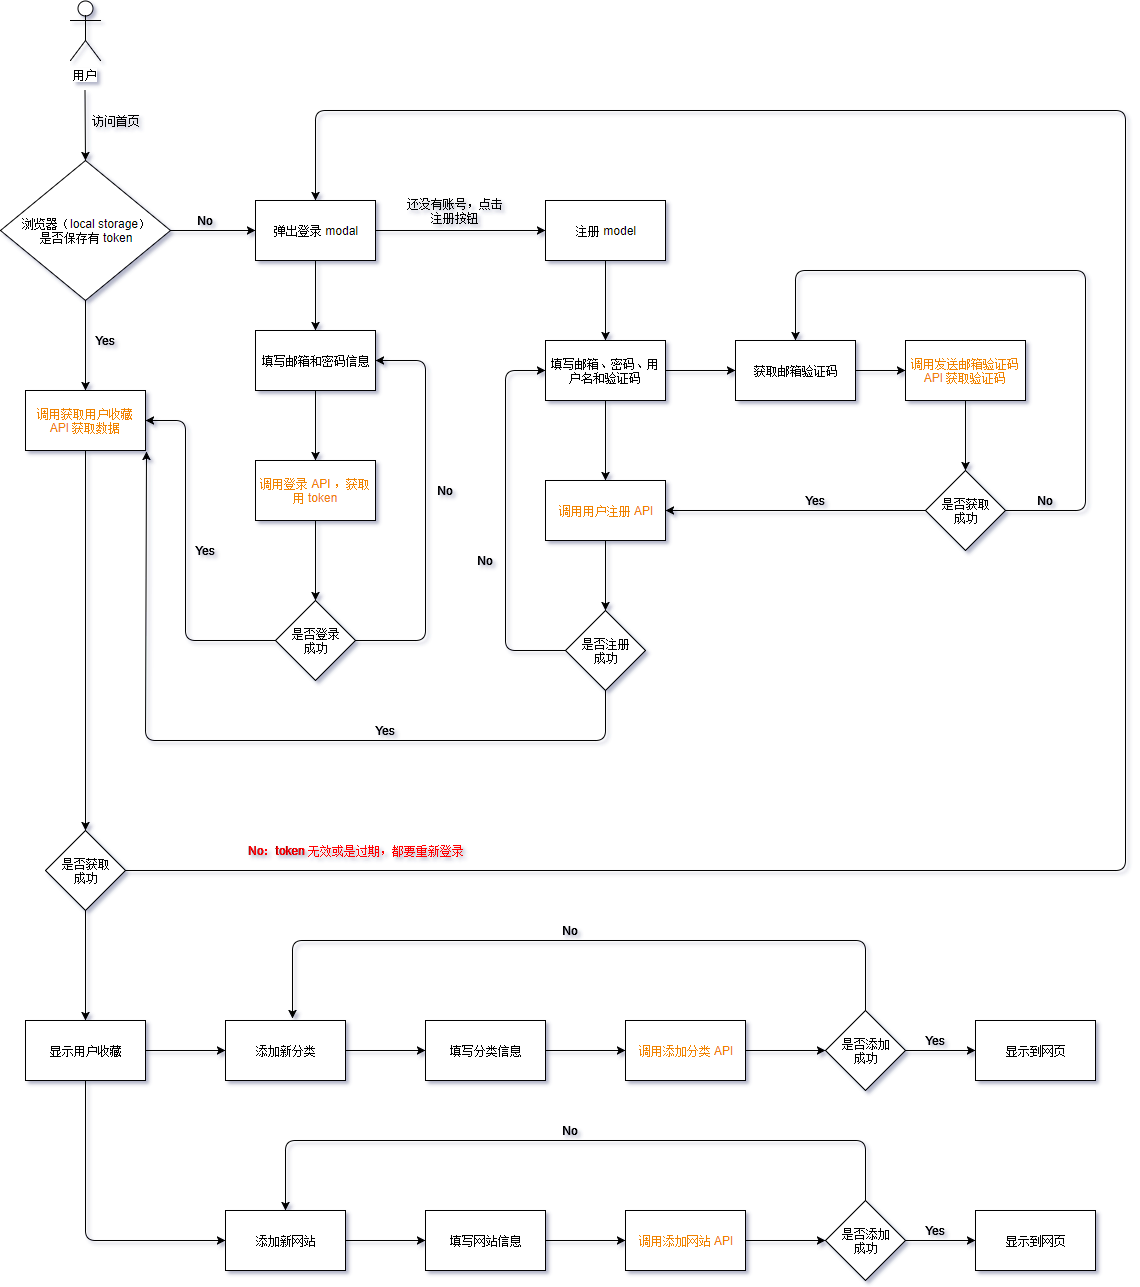 用户
访问首页
浏览器（local storage）
是否保存有 token
No
弹出登录 modal
还没有账号，点击
注册按钮
注册 model
Yes
填写邮箱和密码信息
填写邮箱、密码、用
户名和验证码
获取邮箱验证码
调用发送邮箱验证码
API 获取验证码
调用获取用户收藏
API 获取数据
调用登录 API ，获取
用 token
No
调用用户注册 API
Yes
是否获取
成功
No
Yes
No
是否登录
成功
是否注册
成功
Yes
No：token 无效或是过期，都要重新登录
是否获取
成功
No
显示用户收藏
添加新分类
填写分类信息
调用添加分类 API
是否添加
成功
Yes
显示到网页
No
添加新网站
填写网站信息
调用添加网站 API
是否添加
成功
Yes
显示到网页